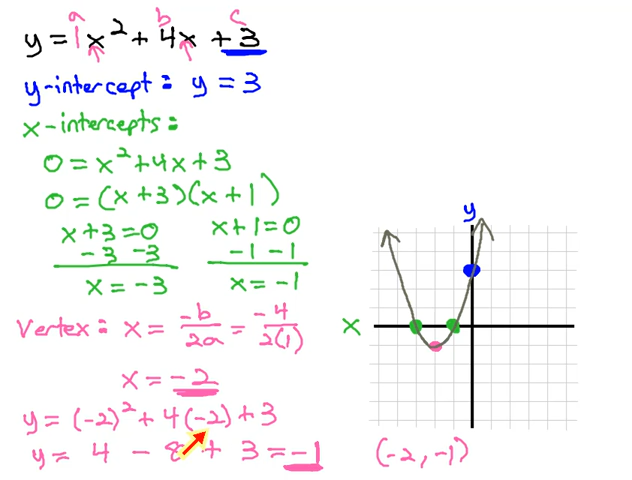 a b c
y = 1x² + 4x + 3
y-intercept: y = 3
x-intercepts:
0 = x² + 4x + 3
0 = (x + 3)(x + 1)
x + 3 = 0 x + 1 = 0
- 3 - 3 - 1 - 1
x = -3 x = -1
y
x
Vertex: x = -b/2a = -4/2(1)
x = -2
y = (-2)² + 4(-2) + 3
y = 4 - 8 + 3 = -1
(-2, -1)